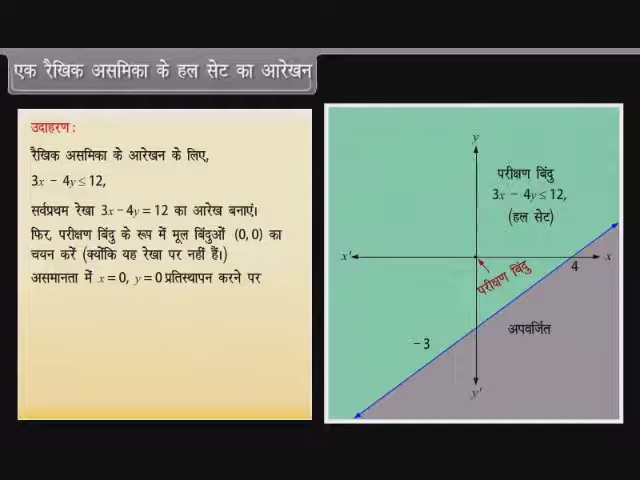 एक रैखिक असमिका के हल सेट का आरेखन
उदाहरण :
रैखिक असमिका के आरेखन के लिए,
3x − 4y ≤ 12,
सर्वप्रथम रेखा 3x − 4y = 12 का आरेख बनाएं।
फिर, परीक्षण बिंदु के रूप में मूल बिंदुओं (0, 0) का
चयन करें (क्योंकि यह रेखा पर नहीं हैं।)
असमानता में x = 0, y = 0 प्रतिस्थापन करने पर
y
परीक्षण बिंदु
3x − 4y ≤ 12,
(हल सेट)
x'
x
परीक्षण बिंदु
4
अपवर्जित
−3
y'